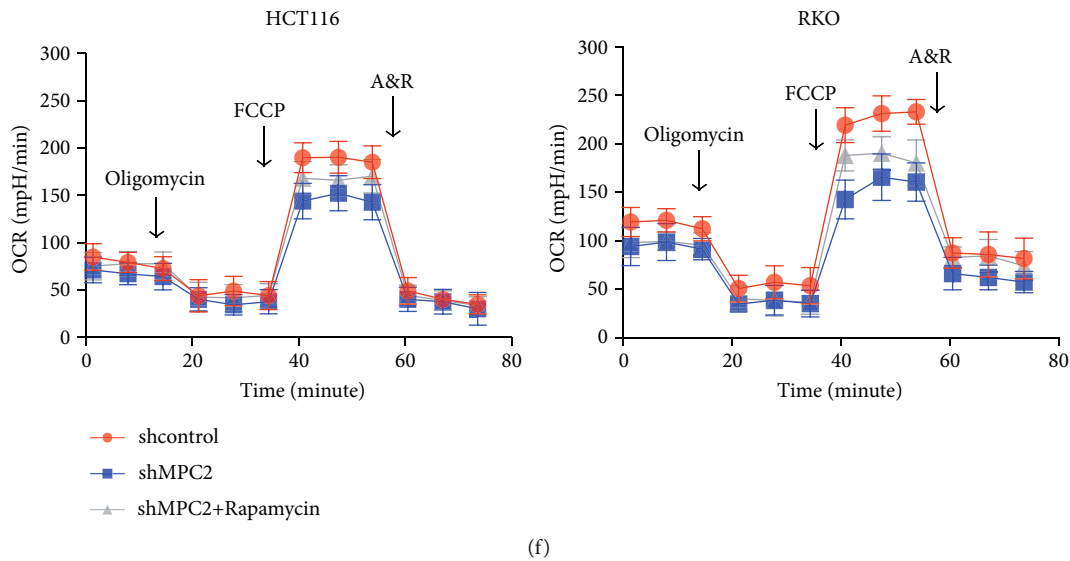 HCT116
OCR (mpH/min)
300
250
200
150
100
50
0
0
20
40
60
80
Time (minute)
Oligomycin
FCCP
A&R
RKO
OCR (mpH/min)
300
250
200
150
100
50
0
0
20
40
60
80
Time (minute)
Oligomycin
FCCP
A&R
shcontrol
shMPC2
shMPC2+Rapamycin
(f)